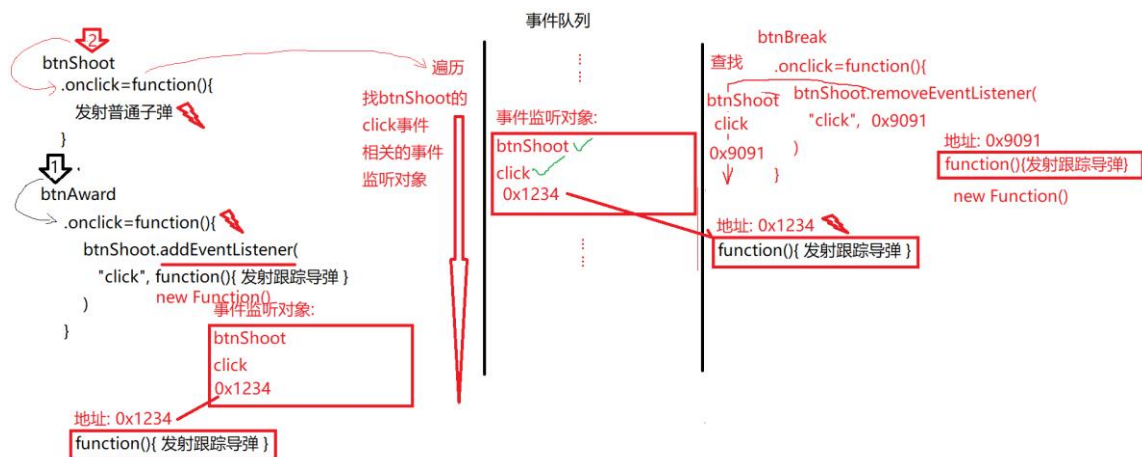 事件队列
2
btnShoot
.onclick=function(){
发射普通子弹
}
1
btnAward
.onclick=function(){
btnShoot.addEventListener(
"click", function(){ 发射跟踪导弹 }
new Function()
)
}
事件监听对象:
btnShoot
click
0x1234
地址: 0x1234
function(){ 发射跟踪导弹 }
遍历
找btnShoot的
click事件
相关的事件
监听对象
事件监听对象:
btnShoot
click
0x1234
btnBreak
.onclick=function(){
查找
btnShoot
click
0x9091
btnShoot.removeEventListener(
"click", 0x9091
)
}
地址: 0x9091
function(){发射跟踪导弹}
new Function()
地址: 0x1234
function(){ 发射跟踪导弹 }